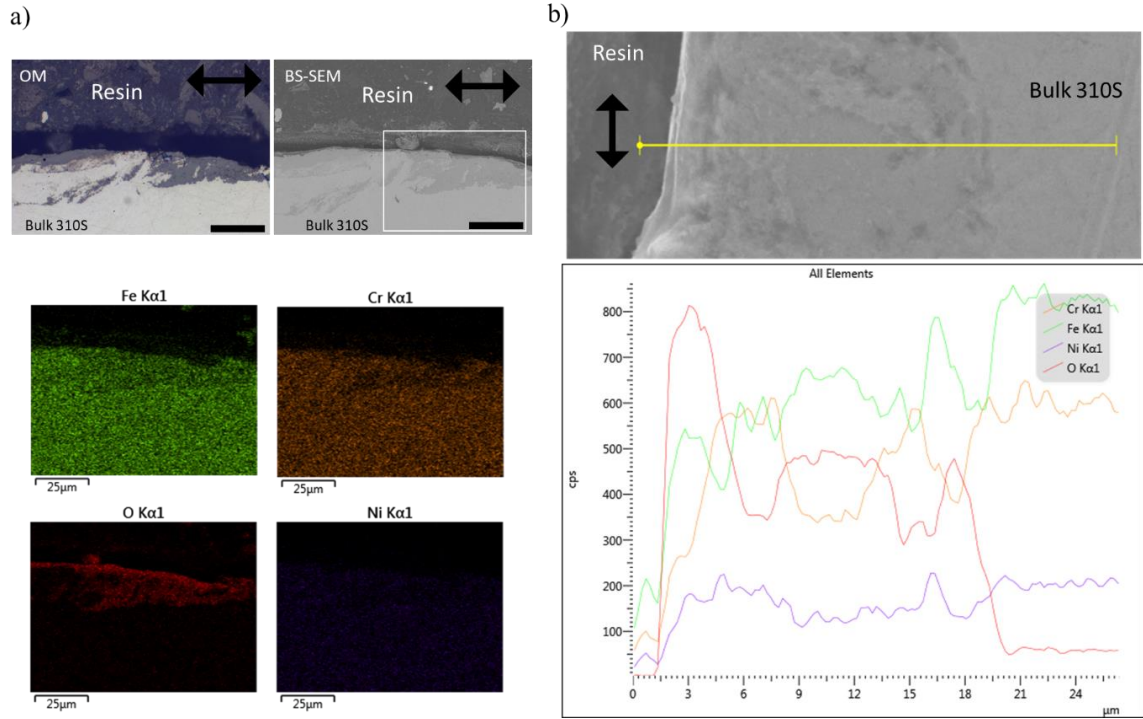 a)
OM
Resin
Bulk 310S
BS-SEM
Resin
Bulk 310S
Fe Kα1
25µm
Cr Kα1
25µm
O Kα1
25µm
Ni Kα1
25µm
b)
Resin
Bulk 310S
All Elements
Cr Kα1
Fe Kα1
Ni Kα1
O Kα1
cps
800
700
600
500
400
300
200
100
0
3
6
9
12
15
18
21
24
µm